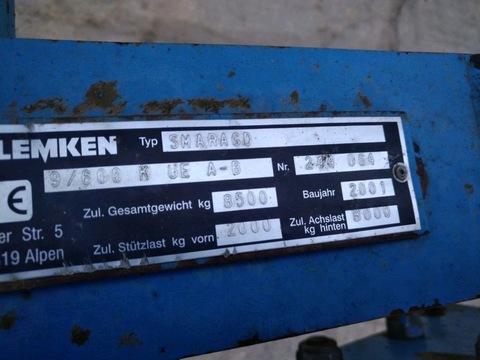 LEMKEN Typ SMARAGD
9/600 K UE A-B Nr.
CE Zul. Gesamtgewicht kg 8500 Baujahr 2001
er Str. 5 Zul. Stützlast kg vorn 2000 Zul. Achslast kg hinten
19 Alpen